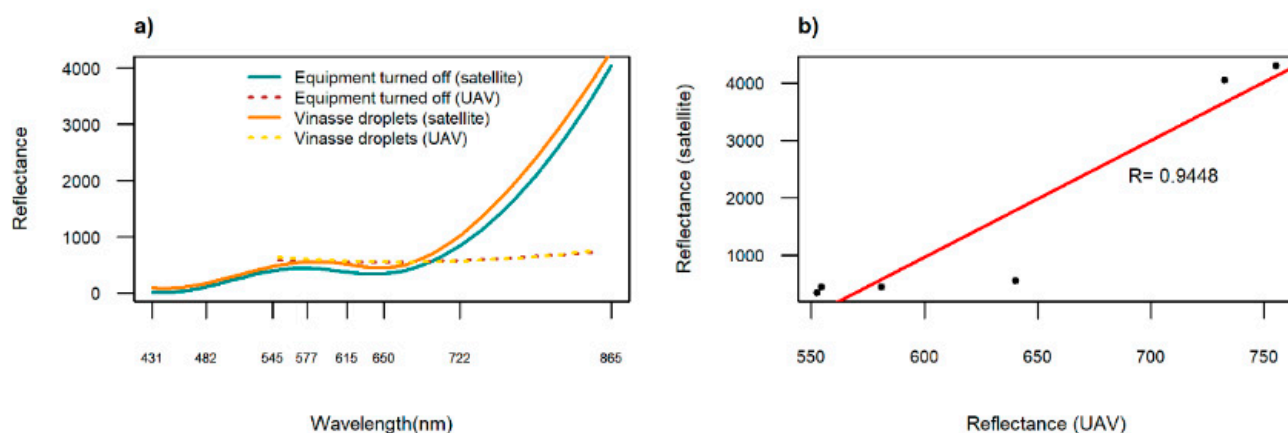 a)
4000
3000
2000
1000
0
Reflectance
Equipment turned off (satellite)
Equipment turned off (UAV)
Vinasse droplets (satellite)
Vinasse droplets (UAV)
431 482 545 577 615 650 722 865
Wavelength(nm)
b)
4000
3000
2000
1000
Reflectance (satellite)
R= 0.9448
550 600 650 700 750
Reflectance (UAV)